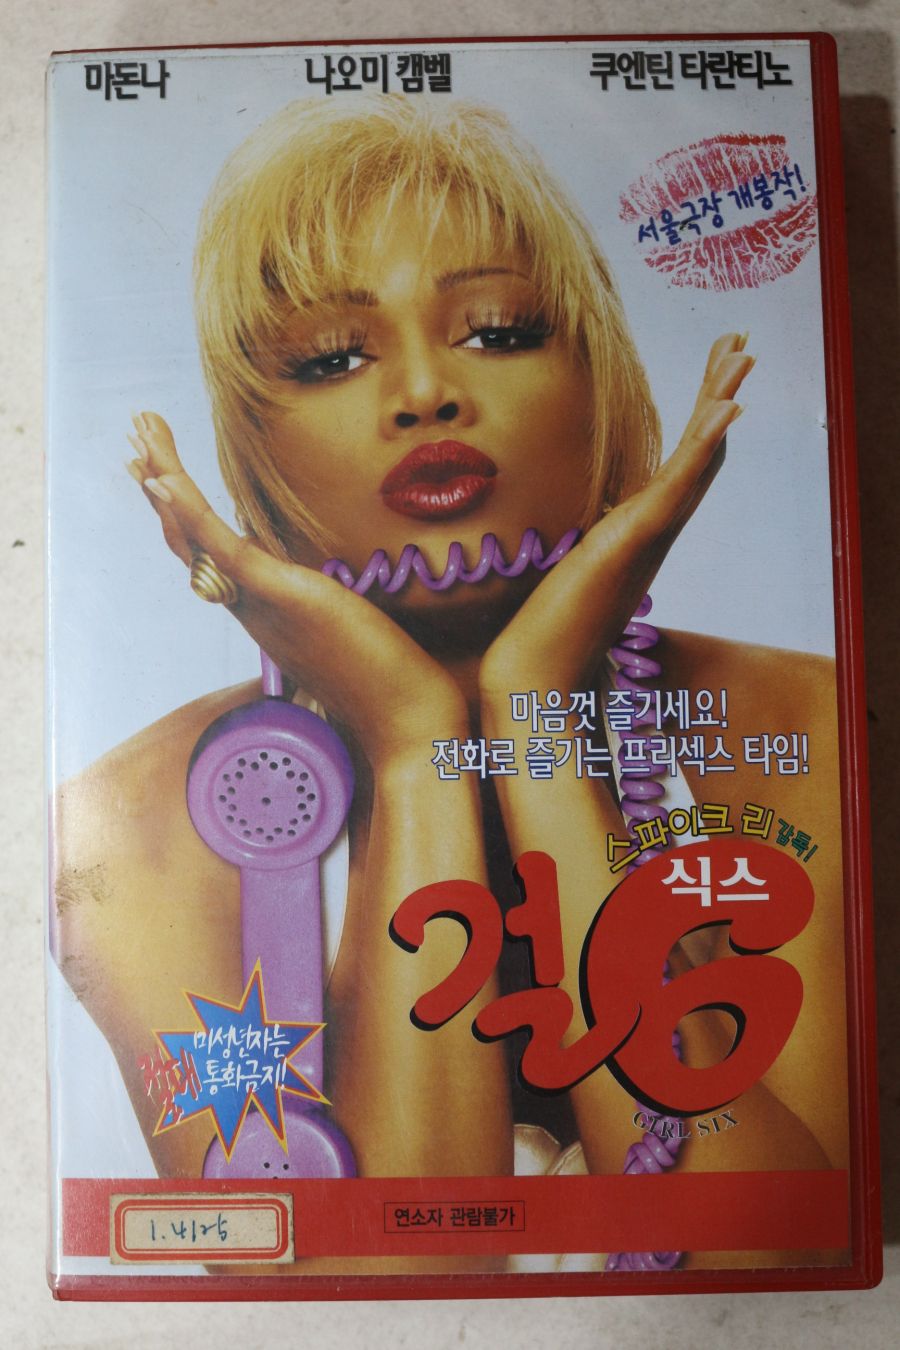 마돈나 나오미 캠벨 쿠엔틴 타란티노
서울극장 개봉작!
마음껏 즐기세요!
전화로 즐기는 프리섹스 타임!
스파이크 리 감독!
걸 식스
6
GIRL SIX
미성년자는
절대 통화금지!
연소자 관람불가